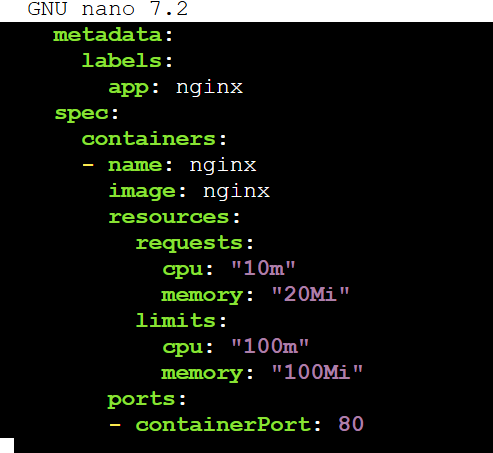 GNU nano 7.2
    metadata:
      labels:
        app: nginx
    spec:
      containers:
      - name: nginx
        image: nginx
        resources:
          requests:
            cpu: "10m"
            memory: "20Mi"
          limits:
            cpu: "100m"
            memory: "100Mi"
        ports:
        - containerPort: 80